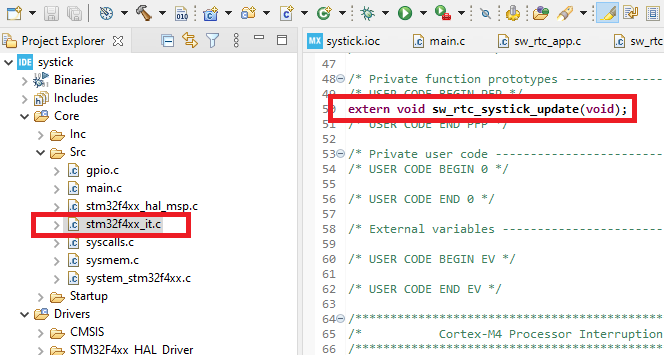 Project Explorer
systick
Binaries
Includes
Core
Inc
Src
gpio.c
main.c
stm32f4xx_hal_msp.c
stm32f4xx_it.c
syscalls.c
sysmem.c
system_stm32f4xx.c
Startup
Drivers
CMSIS
STM32F4xx_HAL_Driver
MX systick.ioc
main.c
sw_rtc_app.c
sw_rtc
47
48 /* Private function prototypes -----------------
49 /* USER CODE BEGIN PFP */
50 extern void sw_rtc_systick_update(void);
51 /* USER CODE END PFP */
52
53 /* Private user code ---------------------------
54 /* USER CODE BEGIN 0 */
55
56 /* USER CODE END 0 */
57
58 /* External variables --------------------------
59
60 /* USER CODE BEGIN EV */
61
62 /* USER CODE END EV */
63
64 /*******************************************
65 /* Cortex-M4 Processor Interruption
66 /*******************************************